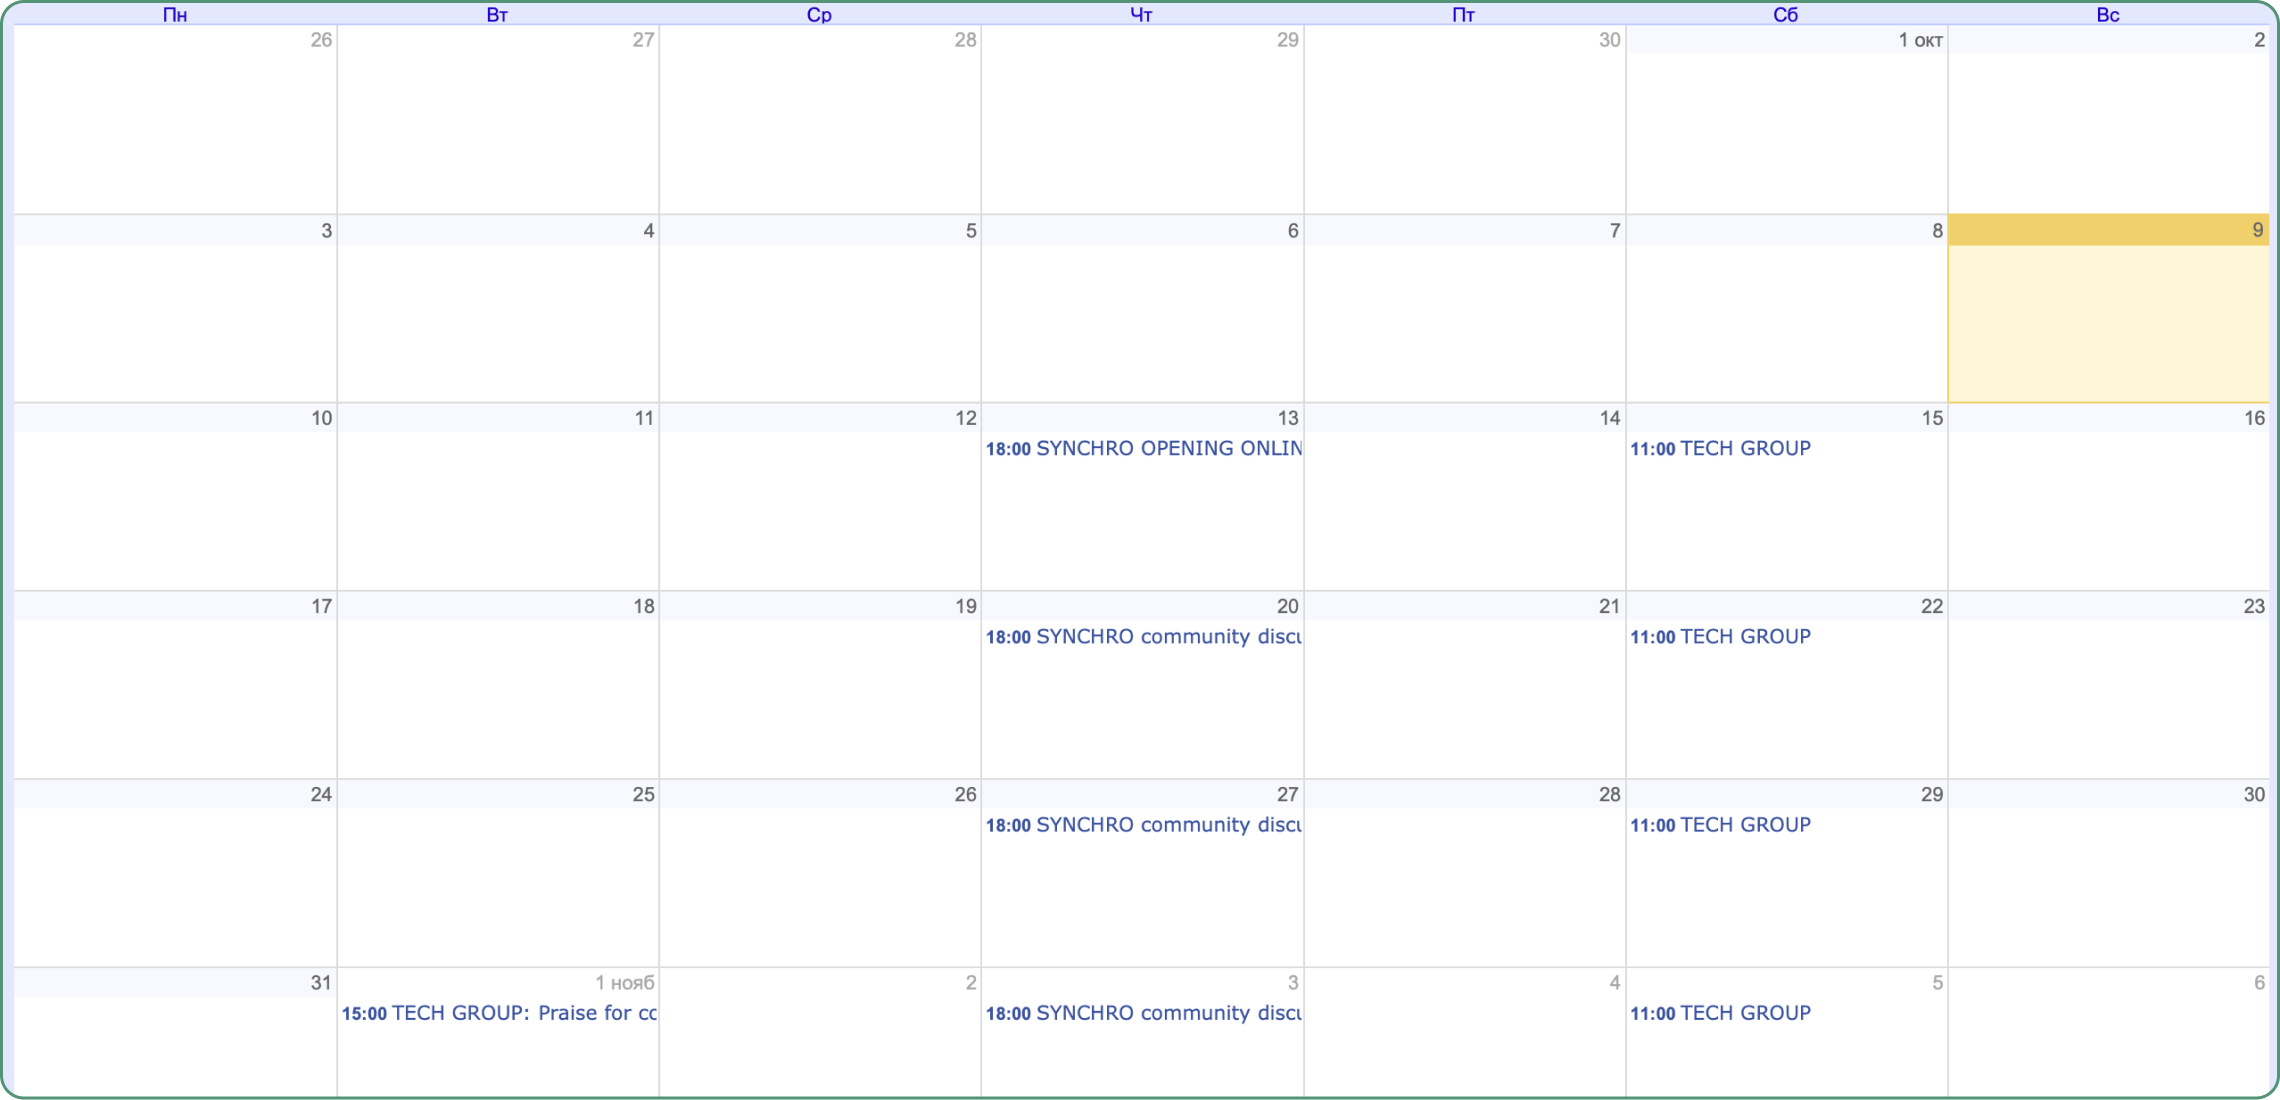 Пн Вт Ср Чт Пт Сб Вс
26 27 28 29 30 1 окт 2
3 4 5 6 7 8 9
10 11 12 13 14 15 16
18:00 SYNCHRO OPENING ONLIN 11:00 TECH GROUP
17 18 19 20 21 22 23
18:00 SYNCHRO community discu 11:00 TECH GROUP
24 25 26 27 28 29 30
18:00 SYNCHRO community discu 11:00 TECH GROUP
31 1 нояб 2 3 4 5 6
15:00 TECH GROUP: Praise for cc 18:00 SYNCHRO community discu 11:00 TECH GROUP